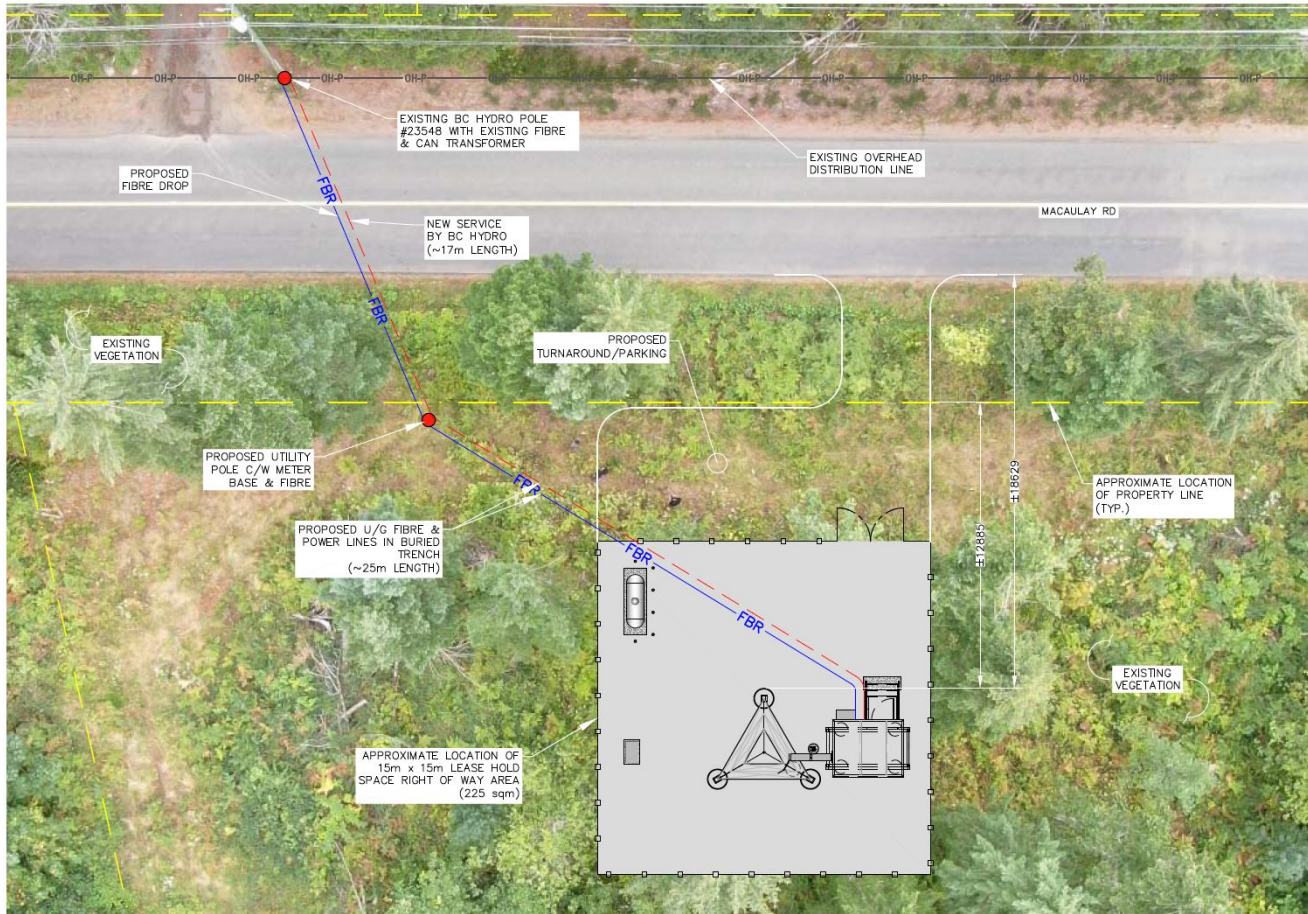 OH-P OH-P OH-P OH-P OH-P OH-P OH-P OH-P OH-P OH-P OH-P
EXISTING BC HYDRO POLE
#23548 WITH EXISTING FIBRE
& CAN TRANSFORMER
EXISTING OVERHEAD
DISTRIBUTION LINE
PROPOSED
FIBRE DROP
FBR
MACAULAY RD
NEW SERVICE
BY BC HYDRO
(~17m LENGTH)
FBR
EXISTING
VEGETATION
PROPOSED
TURNAROUND/PARKING
PROPOSED UTILITY
POLE C/W METER
BASE & FIBRE
FBR
APPROXIMATE LOCATION
OF PROPERTY LINE
(TYP.)
±18629
±12885
PROPOSED U/G FIBRE &
POWER LINES IN BURIED
TRENCH
(~25m LENGTH)
FBR
FBR
EXISTING
VEGETATION
APPROXIMATE LOCATION OF
15m x 15m LEASE HOLD
SPACE RIGHT OF WAY AREA
(225 sqm)